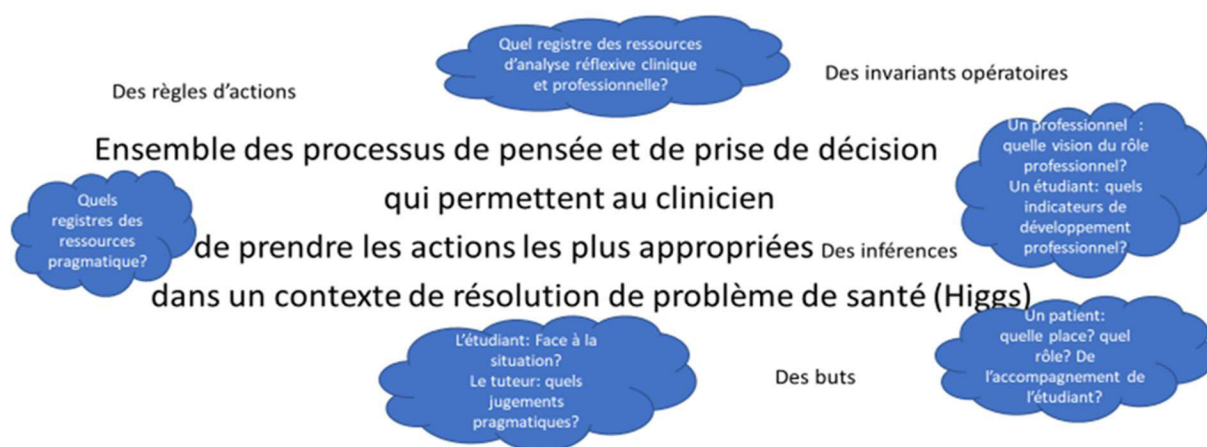 Quel registre des ressources
d'analyse réflexive clinique
et professionnelle?
Des règles d'actions
Des invariants opératoires
Ensemble des processus de pensée et de prise de décision
qui permettent au clinicien
de prendre les actions les plus appropriées Des inférences
dans un contexte de résolution de problème de santé (Higgs)
Un professionnel :
quelle vision du rôle
professionnel?
Un étudiant: quels
indicateurs de
développement
professionnel?
Quels
registres des
ressources
pragmatique?
L'étudiant: Face à la
situation?
Le tuteur: quels
jugements
pragmatiques?
Des buts
Un patient:
quelle place? quel
rôle? De
l'accompagnement de
l'étudiant?